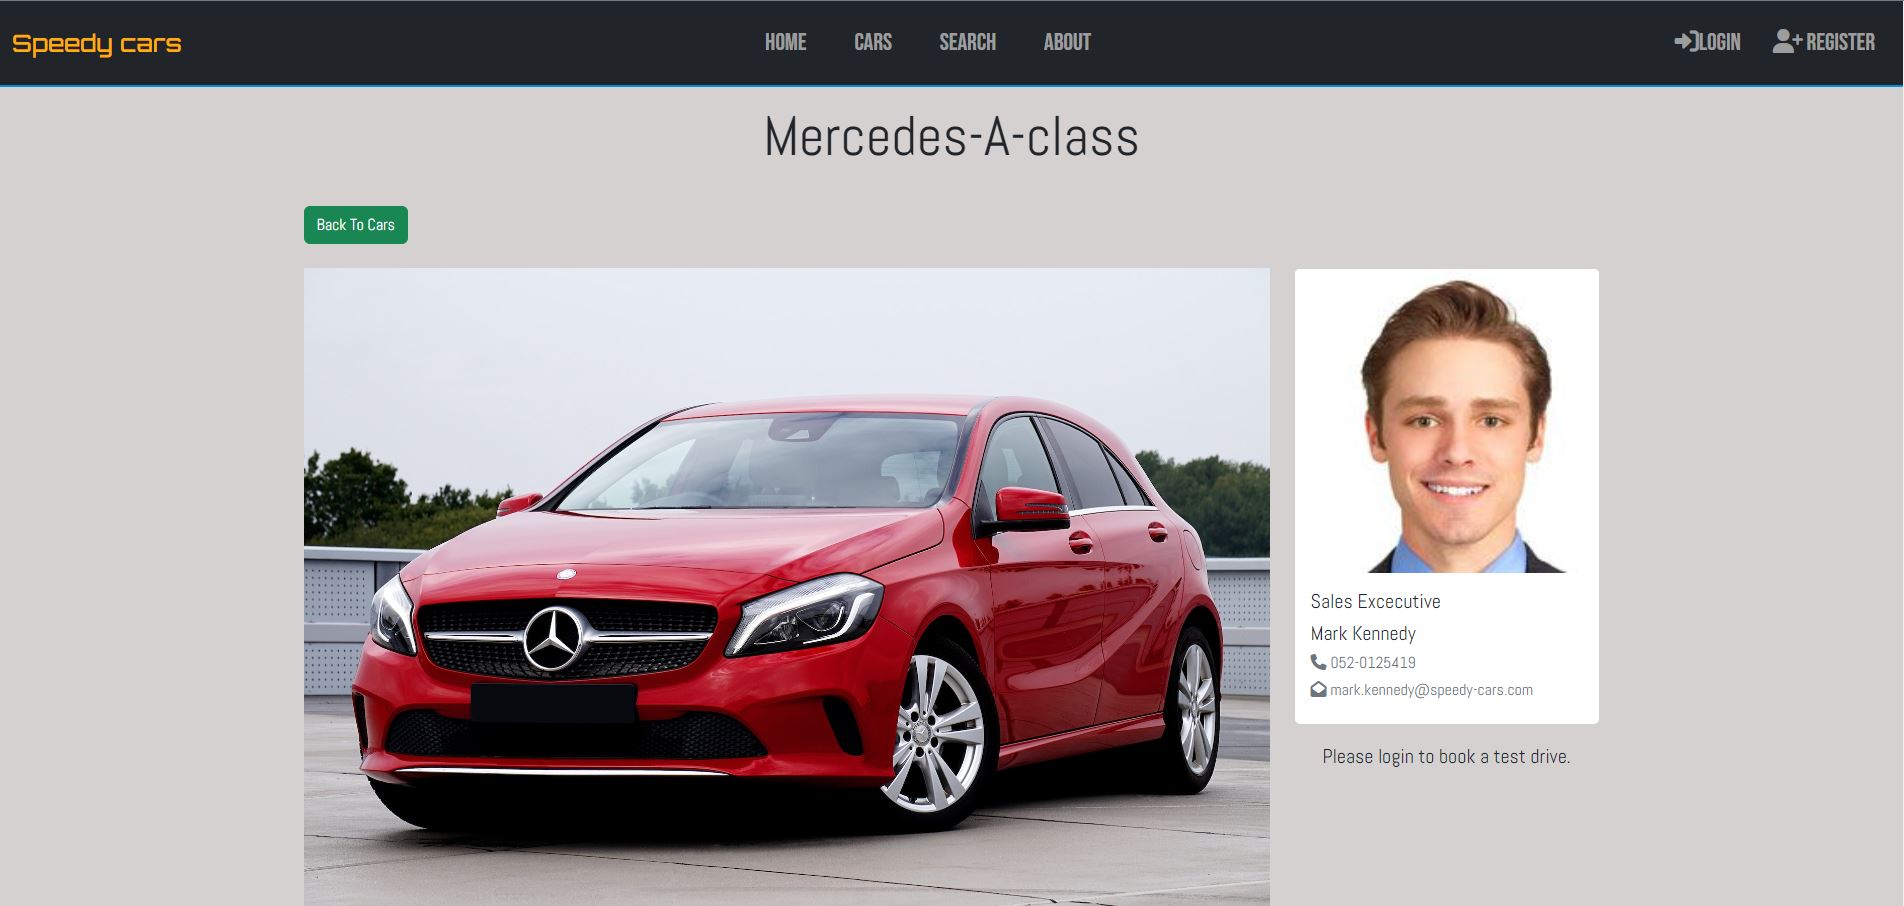 Speedy cars
HOME
CARS
SEARCH
ABOUT
LOGIN
REGISTER
Mercedes-A-class
Back To Cars
Sales Excecutive
Mark Kennedy
052-0125419
mark.kennedy@speedy-cars.com
Please login to book a test drive.